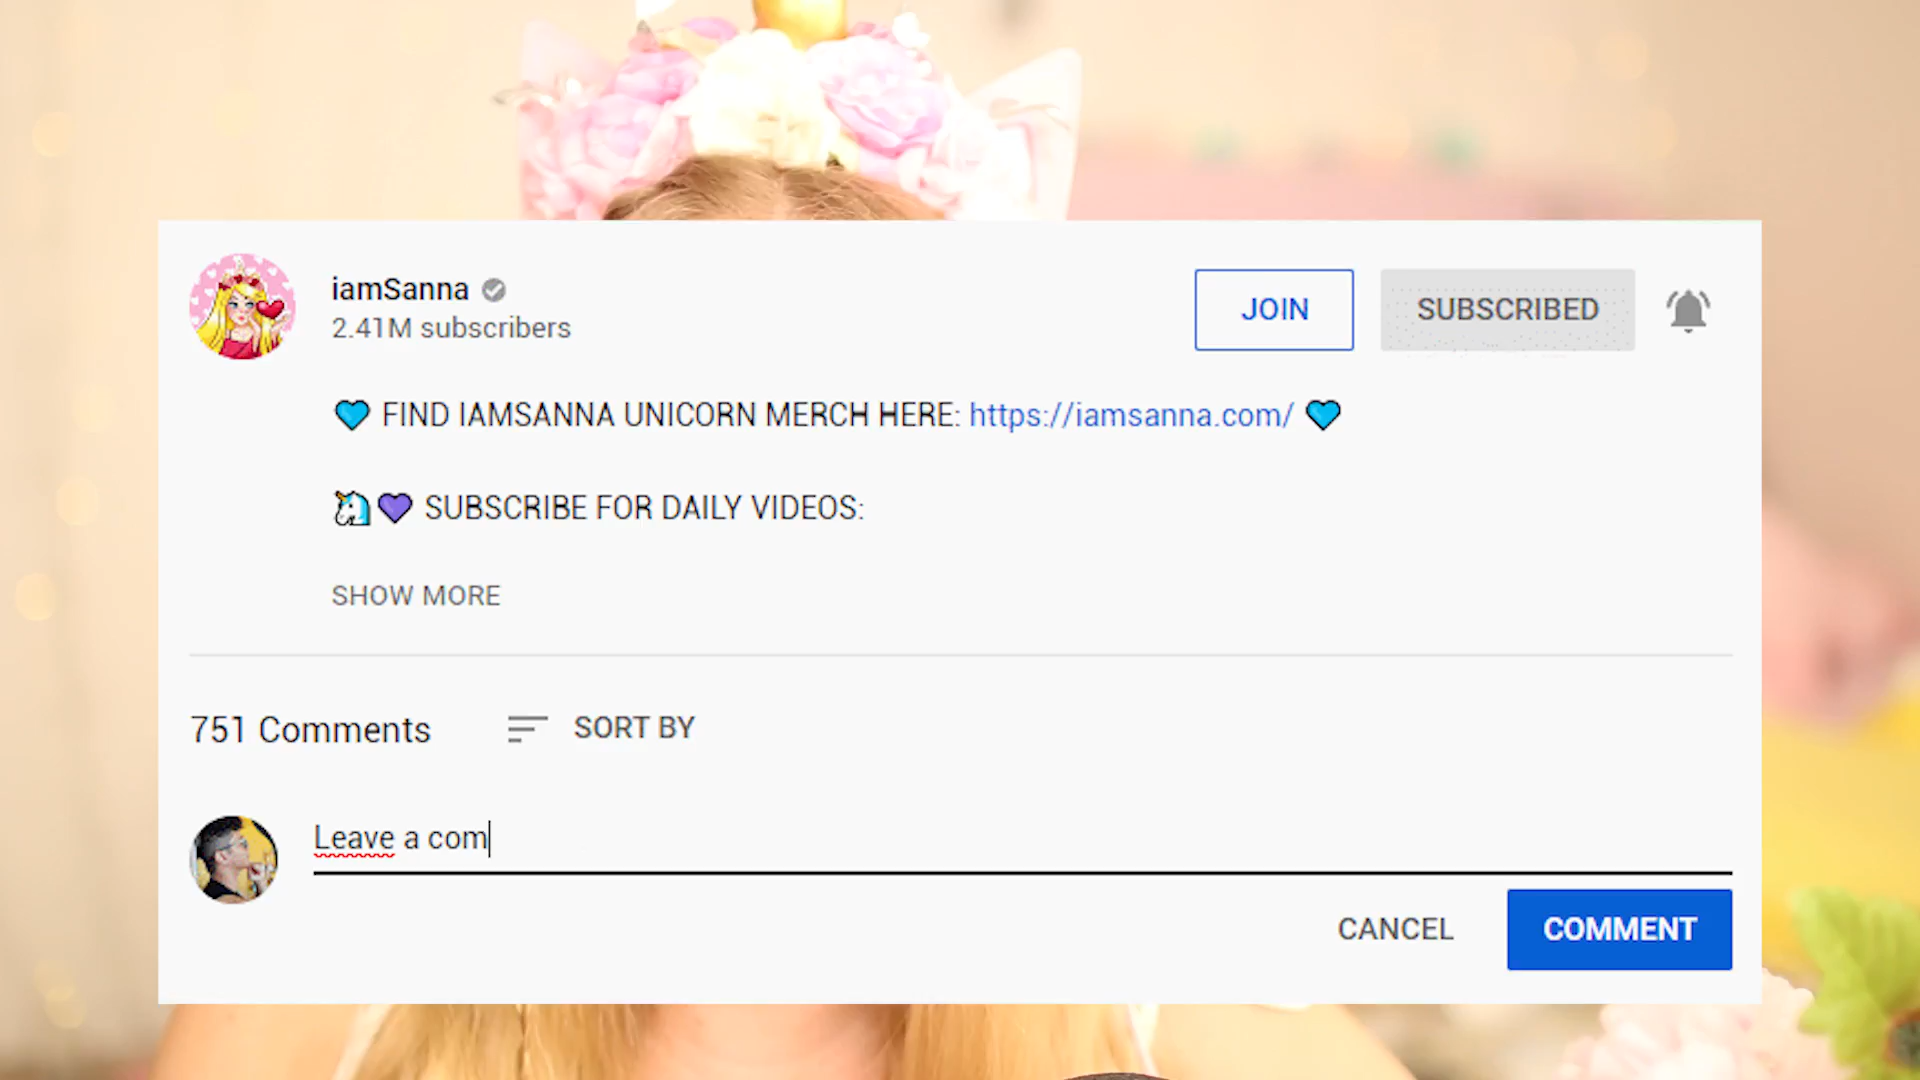 iamSanna
2.41M subscribers
JOIN
SUBSCRIBED
FIND IAMSANNA UNICORN MERCH HERE: https://iamsanna.com/
SUBSCRIBE FOR DAILY VIDEOS:
SHOW MORE
751 Comments
SORT BY
Leave a com
CANCEL
COMMENT